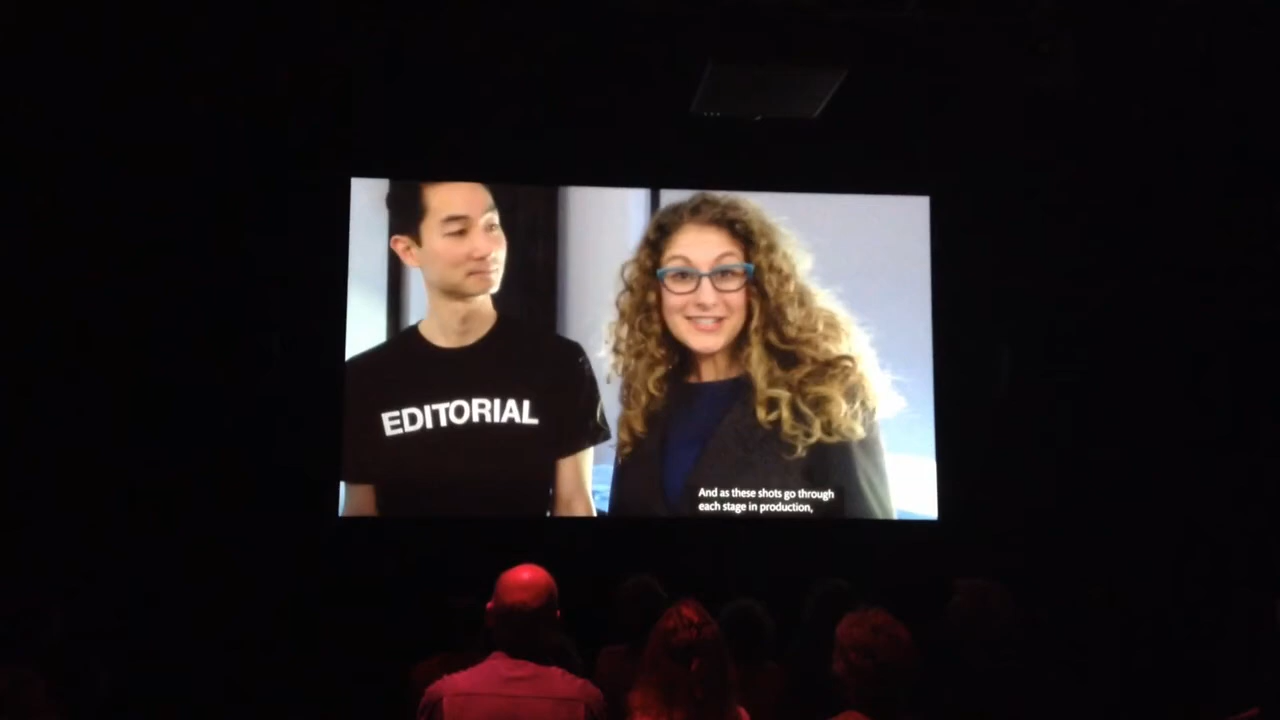 EDITORIAL
And as these shots go through
each stage in production,